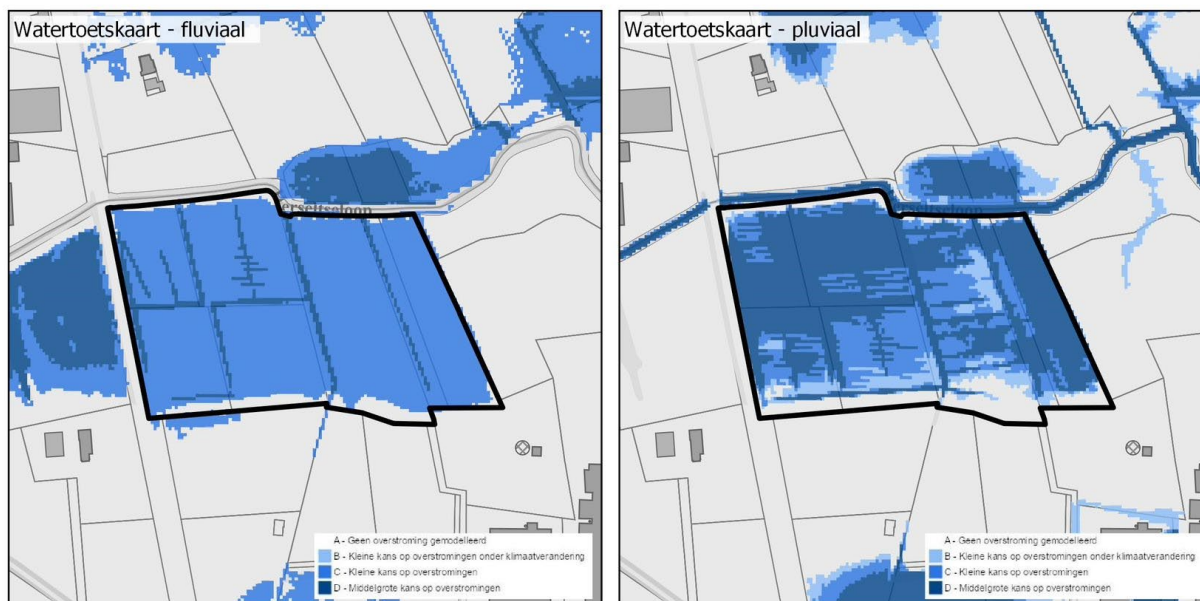 Watertoetskaart - fluviaal
A - Geen overstroming gemodelleerd
B - Kleine kans op overstromingen onder klimaatverandering
C - Kleine kans op overstromingen
D - Middelgrote kans op overstromingen
Watertoetskaart - pluviaal
A - Geen overstroming gemodelleerd
B - Kleine kans op overstromingen onder klimaatverandering
C - Kleine kans op overstromingen
D - Middelgrote kans op overstromingen